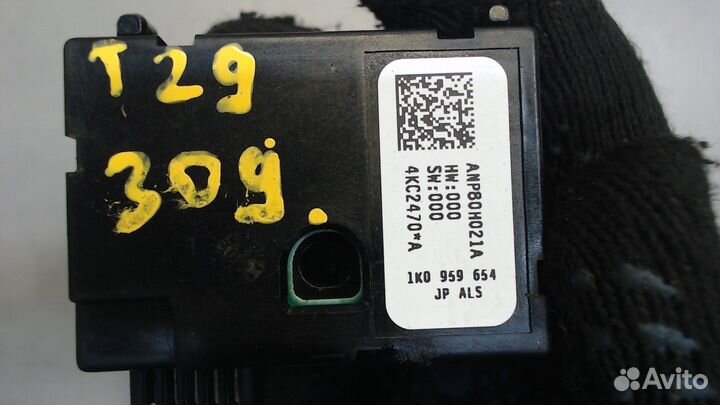 T29
30g.
ANP80H021A
HW:000
SW:000
4KC2470*A
1K0 959 654
JP ALS
Avito